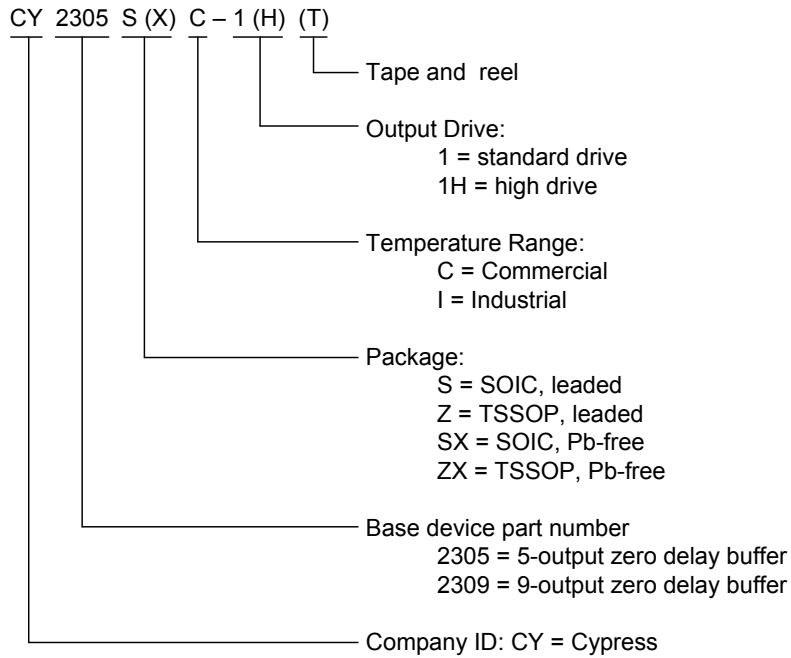 CY 2305 S (X) C – 1 (H) (T)
Tape and reel
Output Drive:
1 = standard drive
1H = high drive
Temperature Range:
C = Commercial
I = Industrial
Package:
S = SOIC, leaded
Z = TSSOP, leaded
SX = SOIC, Pb-free
ZX = TSSOP, Pb-free
Base device part number
2305 = 5-output zero delay buffer
2309 = 9-output zero delay buffer
Company ID: CY = Cypress